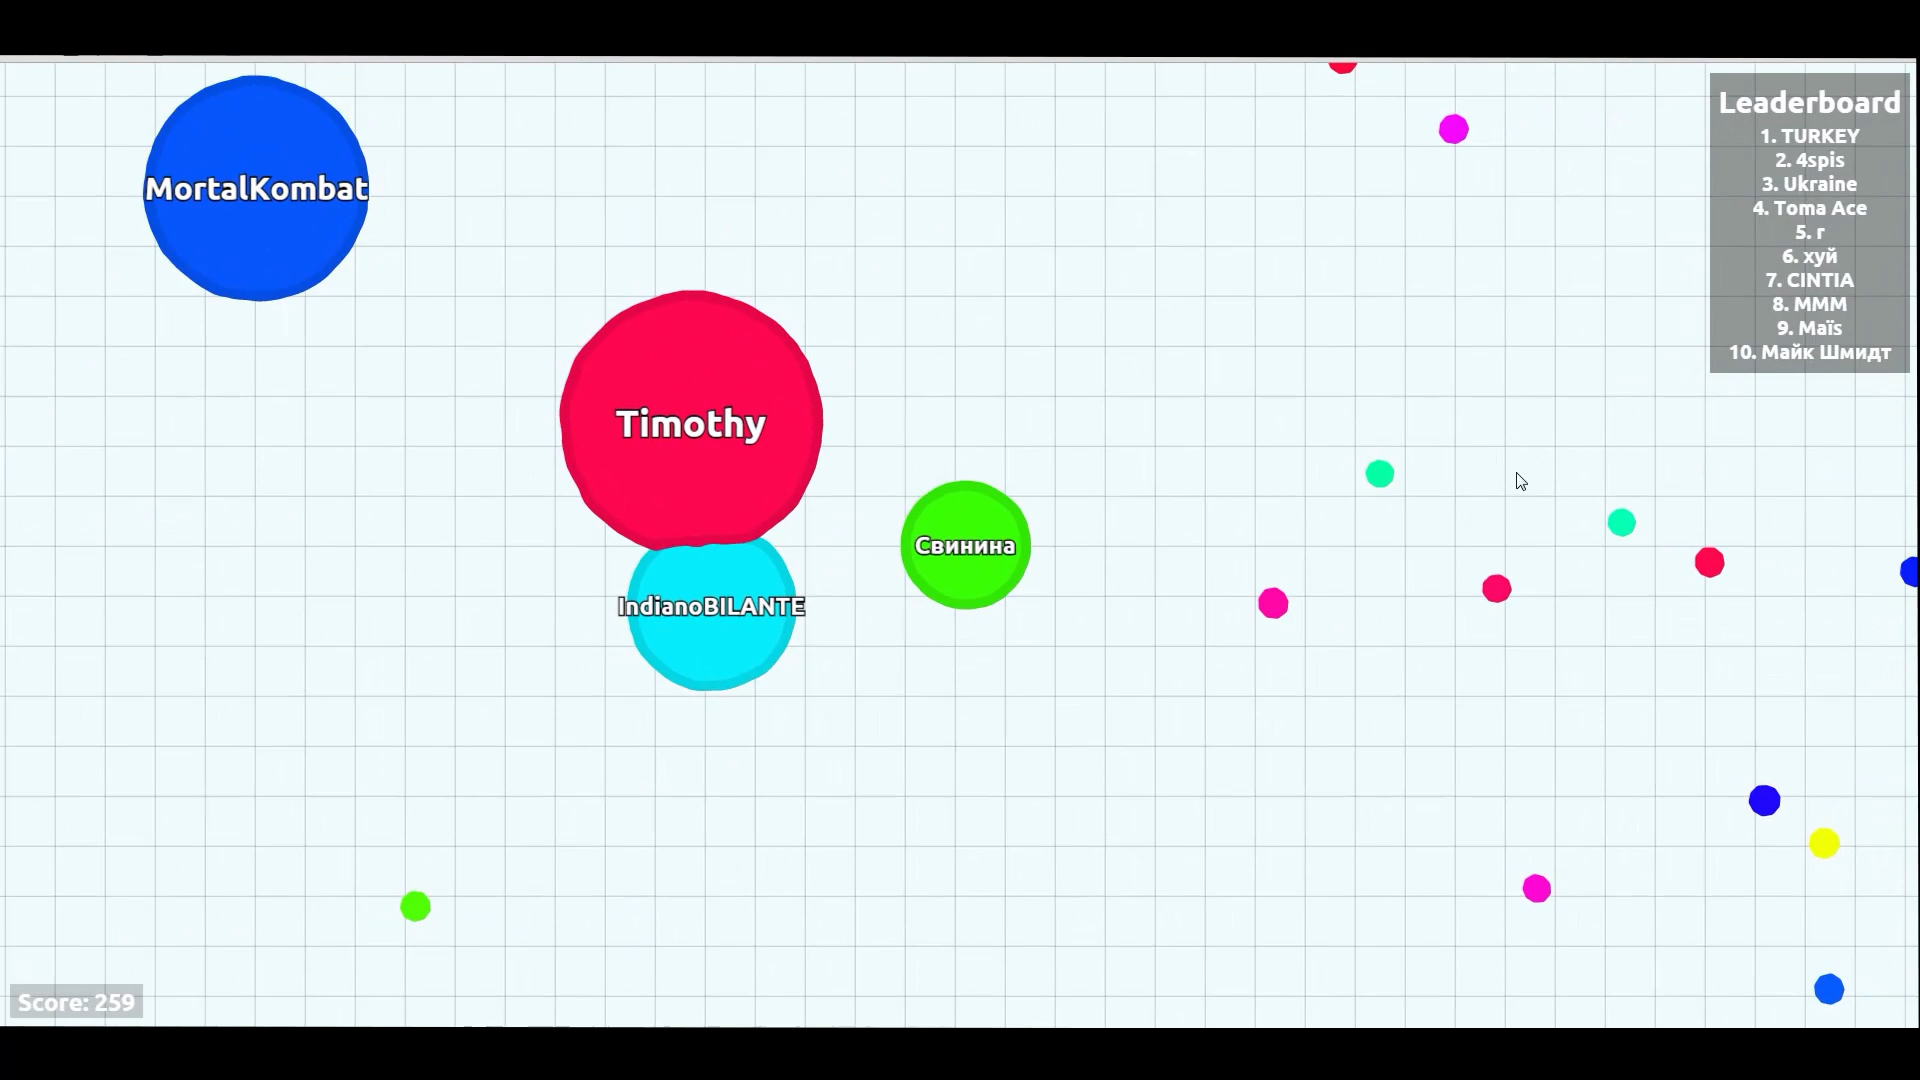 MortalKombat
Timothy
IndianoBILANTE
Свинина
Leaderboard
1. TURKEY
2. 4spis
3. Ukraine
4. Toma Ace
5. г
6. хуй
7. CINTIA
8. MMM
9. Maïs
10. Майк Шмидт
Score: 259